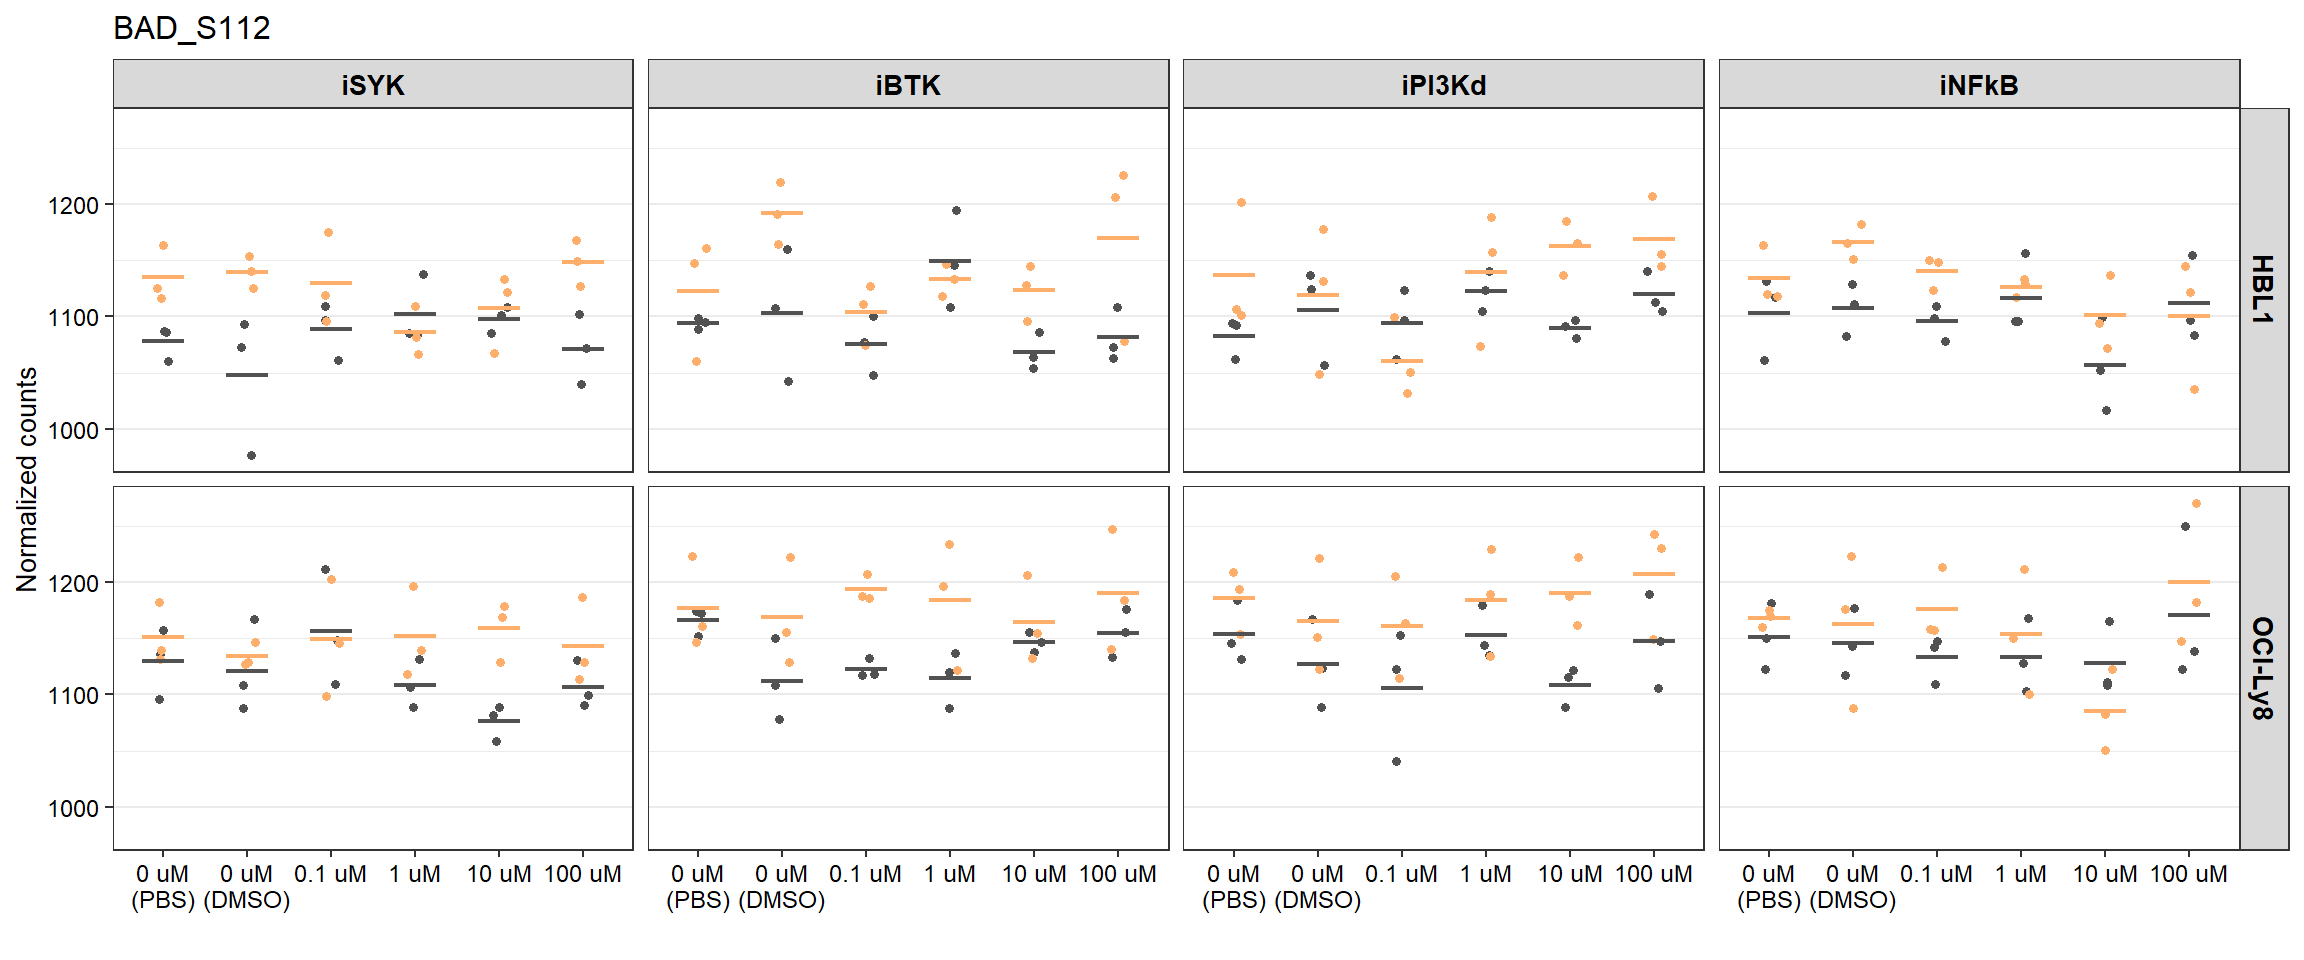 BAD_S112
iSYK
iBTK
iPI3Kd
iNFkB
Normalized counts
1200
1100
1000
HBL1
1200
1100
1000
OCI-Ly8
0 uM 0 uM 0.1 uM 1 uM 10 uM 100 uM
(PBS) (DMSO)
0 uM 0 uM 0.1 uM 1 uM 10 uM 100 uM
(PBS) (DMSO)
0 uM 0 uM 0.1 uM 1 uM 10 uM 100 uM
(PBS) (DMSO)
0 uM 0 uM 0.1 uM 1 uM 10 uM 100 uM
(PBS) (DMSO)